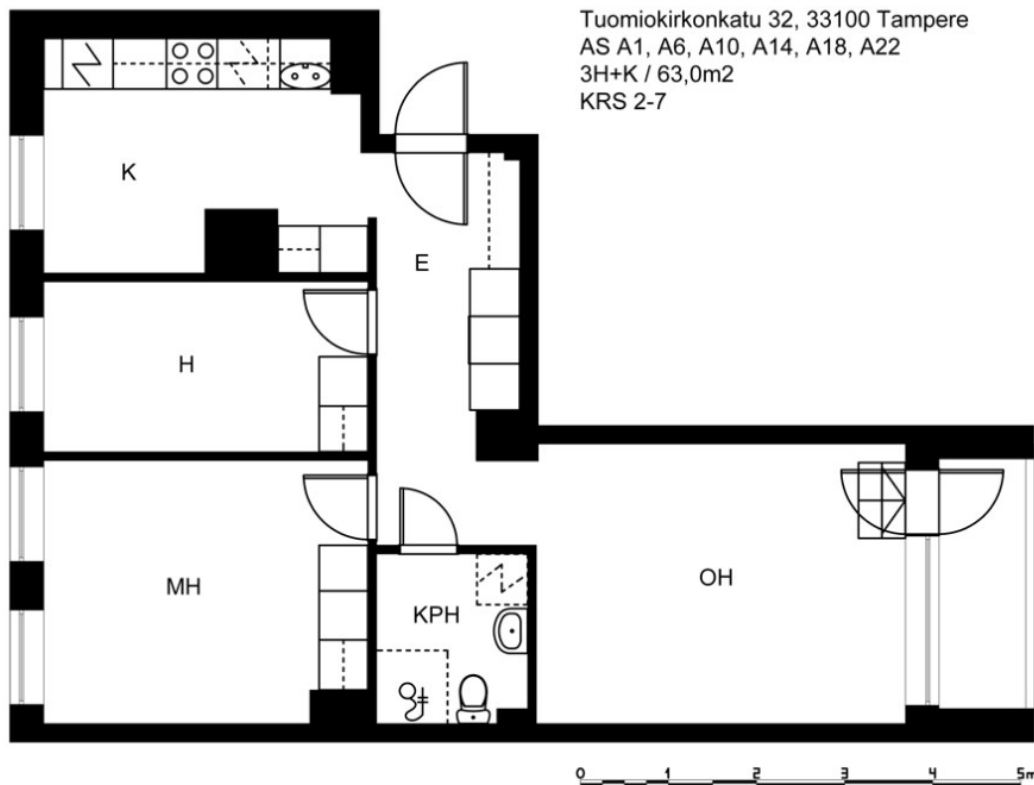 Tuomiokirkonkatu 32, 33100 Tampere
AS A1, A6, A10, A14, A18, A22
3H+K / 63,0m2
KRS 2-7
K
E
H
MH
KPH
OH
0 1 2 3 4 5m